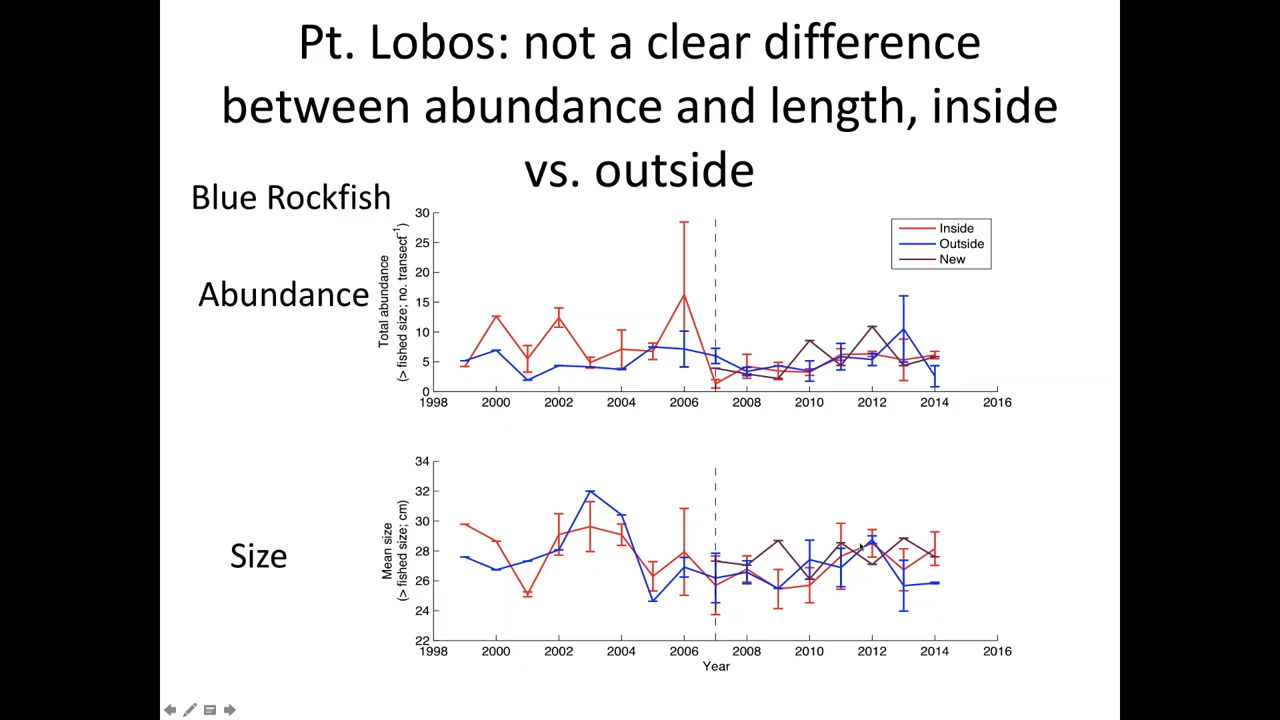 Pt. Lobos: not a clear difference
between abundance and length, inside
vs. outside
Blue Rockfish
Abundance
Total abundance
(> fished size; no. transect⁻¹)
30
25
20
15
10
5
0
1998 2000 2002 2004 2006 2008 2010 2012 2014 2016
Inside
Outside
New
Size
Mean size
(> fished size; cm)
34
32
30
28
26
24
22
1998 2000 2002 2004 2006 2008 2010 2012 2014 2016
Year